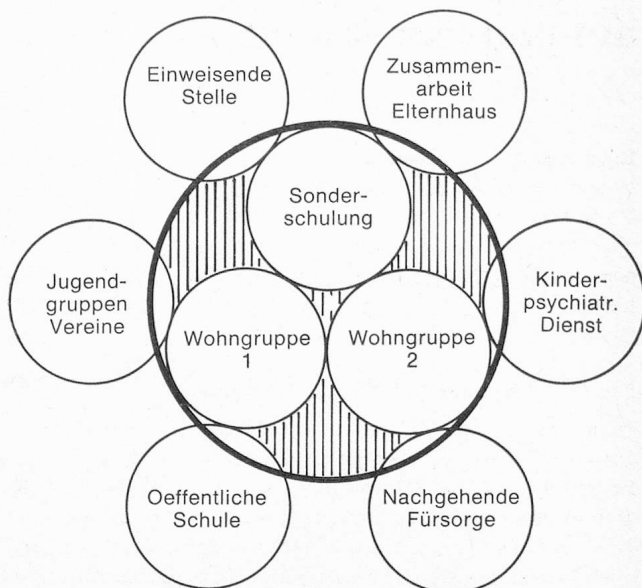 Einweisende
Stelle
Zusammen-
arbeit
Elternhaus
Sonder-
schulung
Jugend-
gruppen
Vereine
Kinder-
psychiatr.
Dienst
Wohngruppe
1
Wohngruppe
2
Oeffentliche
Schule
Nachgehende
Fürsorge